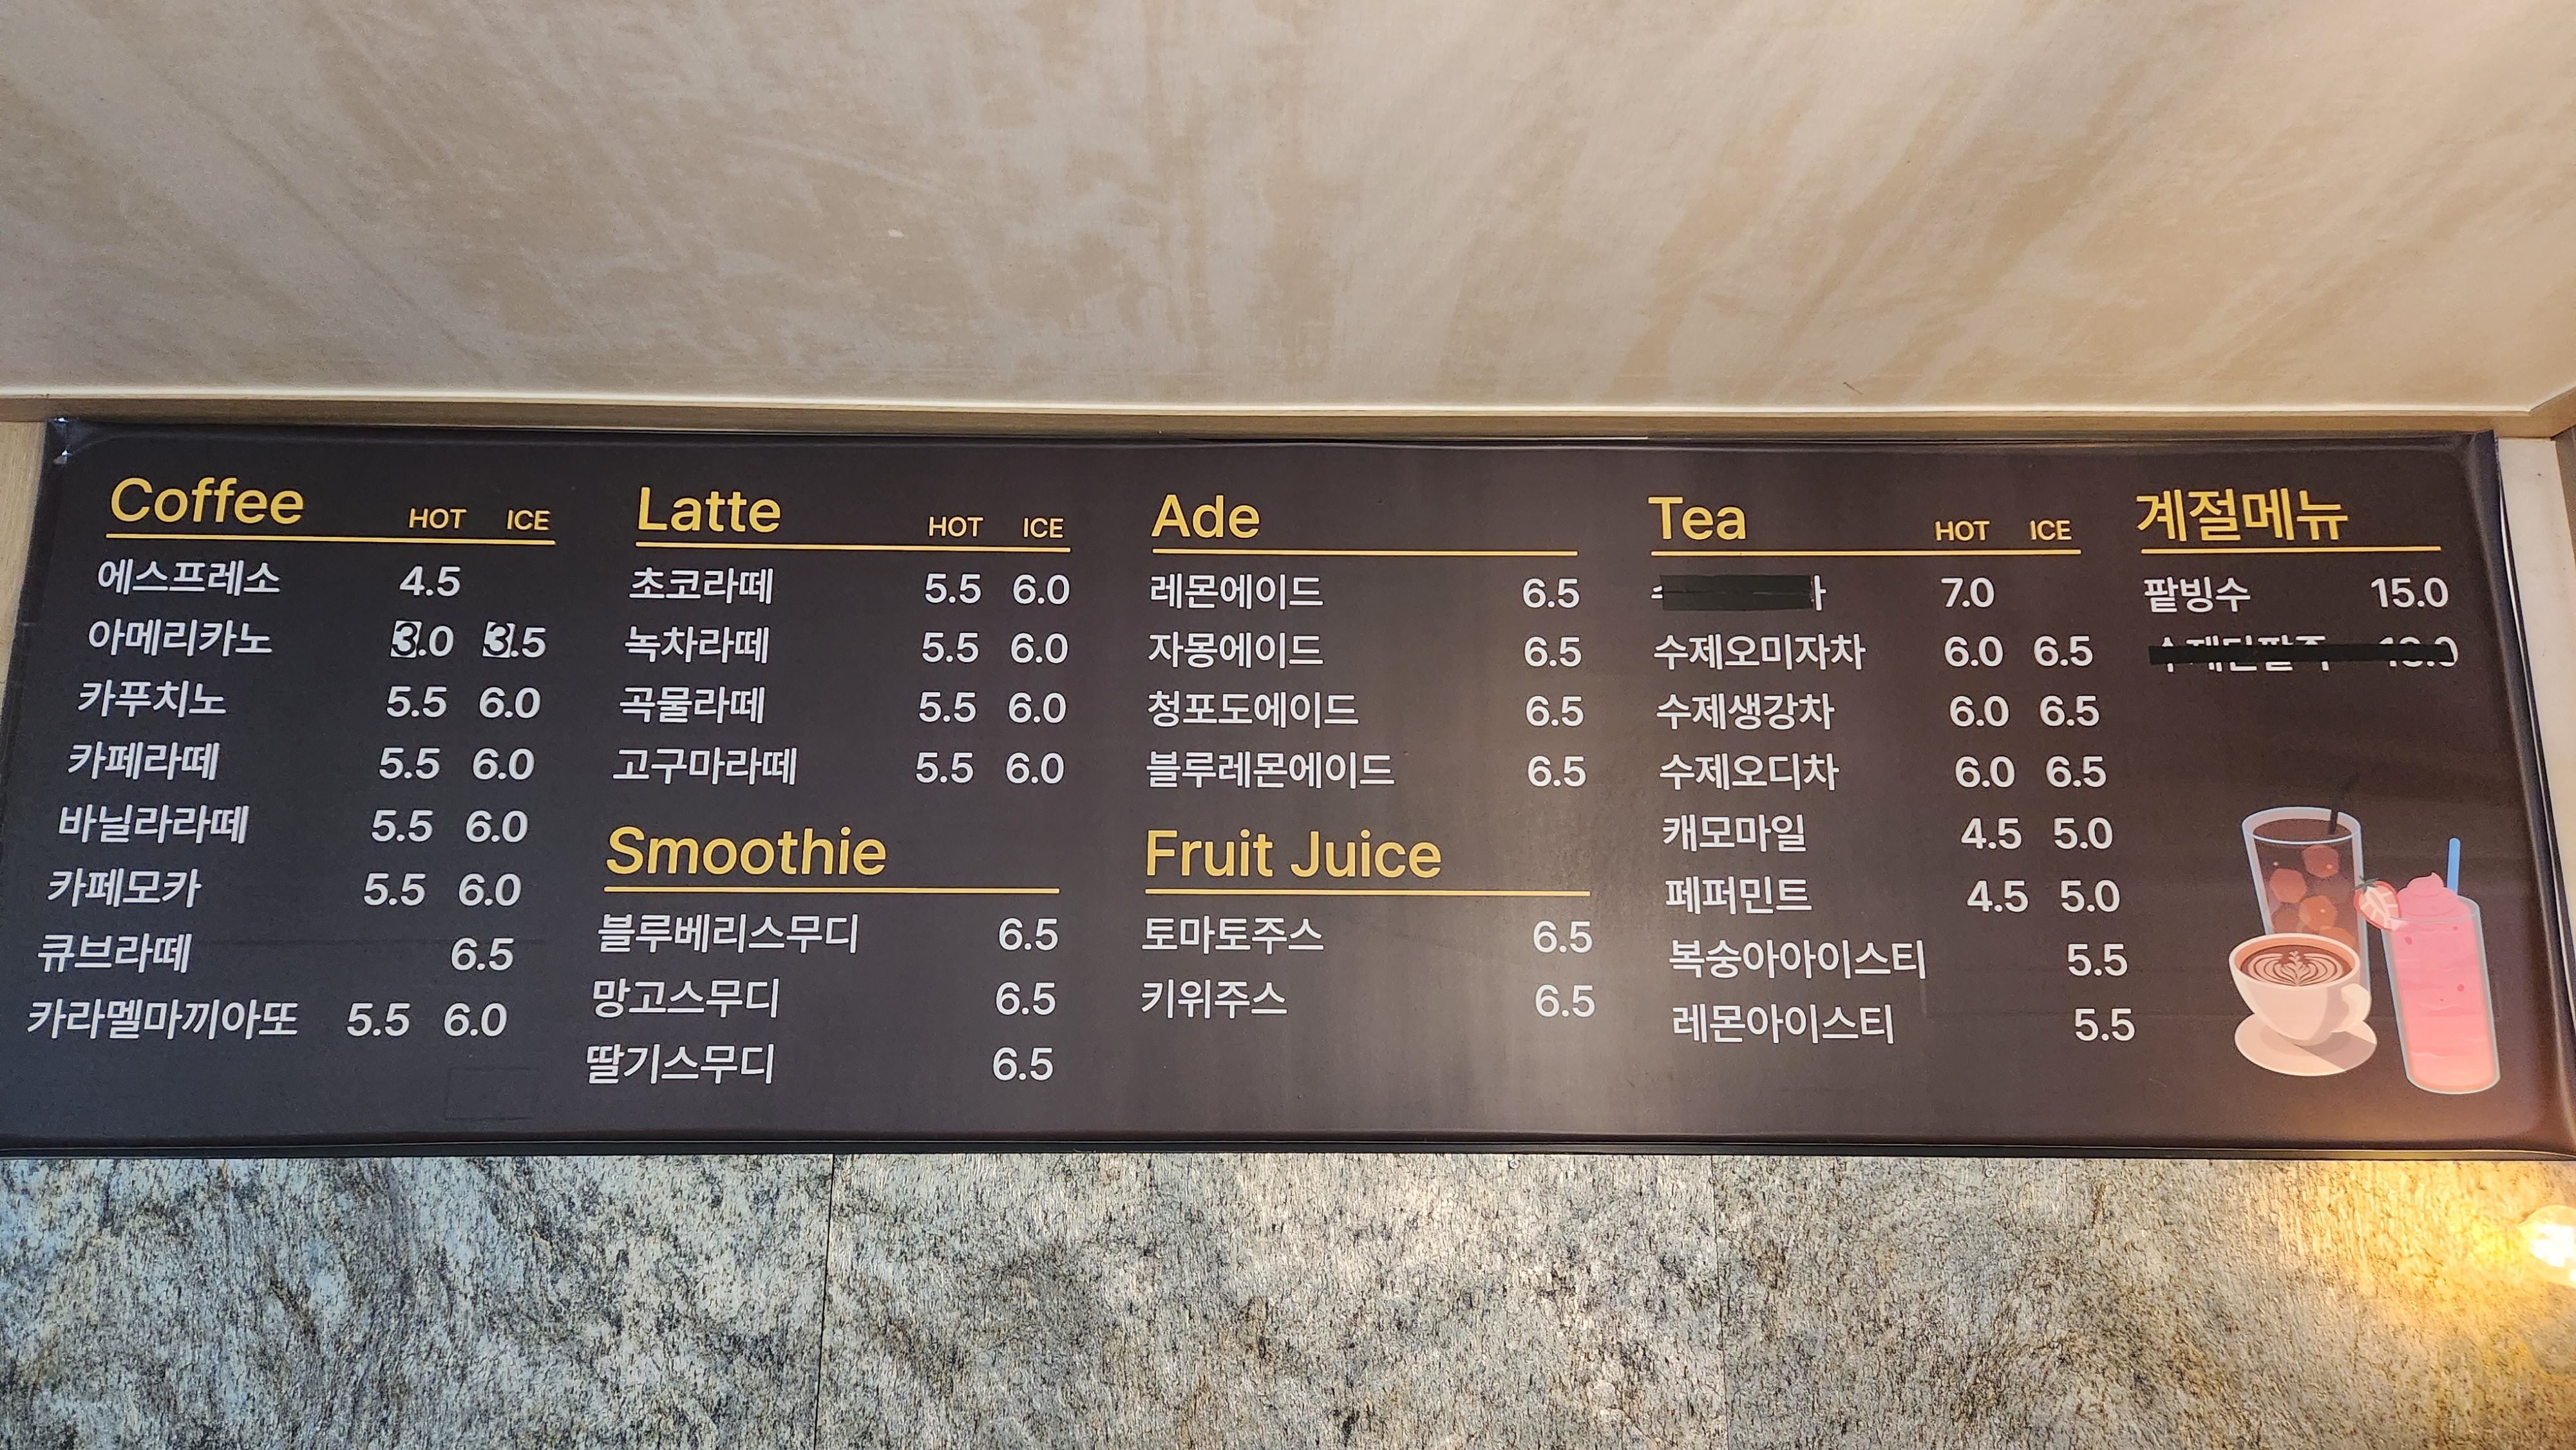 Coffee HOT ICE
에스프레소 4.5
아메리카노 3.0 3.5
카푸치노 5.5 6.0
카페라떼 5.5 6.0
바닐라라떼 5.5 6.0
카페모카 5.5 6.0
큐브라떼 6.5
카라멜마끼아또 5.5 6.0
Latte HOT ICE
초코라떼 5.5 6.0
녹차라떼 5.5 6.0
곡물라떼 5.5 6.0
고구마라떼 5.5 6.0
Smoothie
블루베리스무디 6.5
망고스무디 6.5
딸기스무디 6.5
Ade
레몬에이드 6.5
자몽에이드 6.5
청포도에이드 6.5
블루레몬에이드 6.5
Fruit Juice
토마토주스 6.5
키위주스 6.5
Tea HOT ICE
7.0
수제오미자차 6.0 6.5
수제생강차 6.0 6.5
수제오디차 6.0 6.5
캐모마일 4.5 5.0
페퍼민트 4.5 5.0
복숭아아이스티 5.5
레몬아이스티 5.5
계절메뉴
팥빙수 15.0